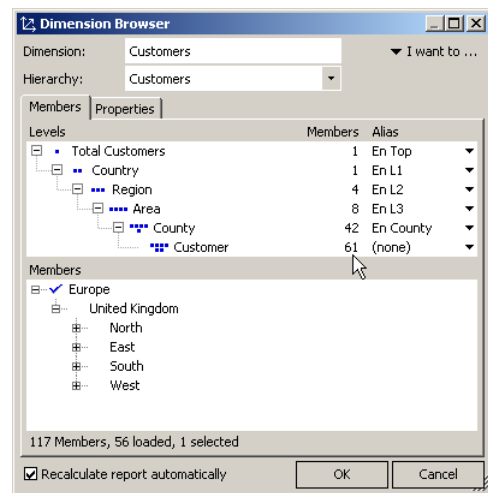 Dimension Browser
Dimension: Customers ▼ I want to ...
Hierarchy: Customers
Members Properties
Levels Members Alias
Total Customers 1 En Top
Country 1 En L1
Region 4 En L2
Area 8 En L3
County 42 En County
Customer 61 (none)
Members
Europe
United Kingdom
North
East
South
West
117 Members, 56 loaded, 1 selected
Recalculate report automatically OK Cancel